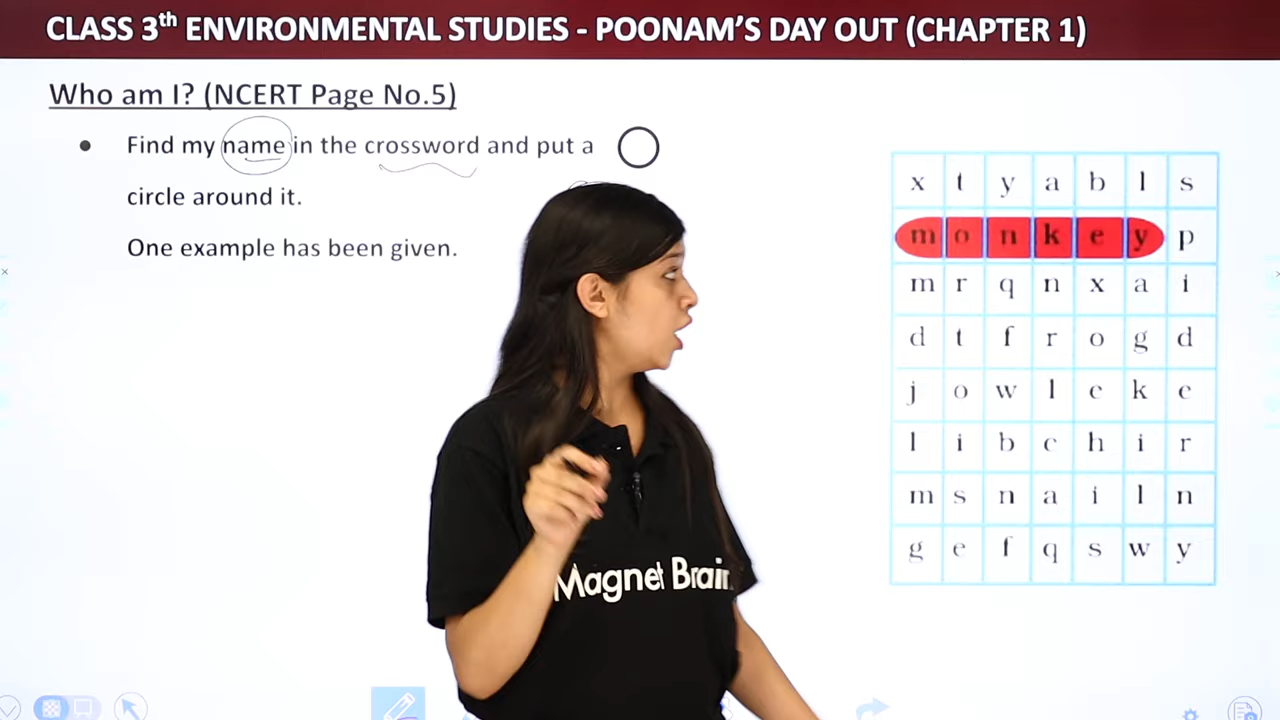 CLASS 3th ENVIRONMENTAL STUDIES - POONAM'S DAY OUT (CHAPTER 1)
Who am I? (NCERT Page No.5)
• Find my name in the crossword and put a
circle around it.
One example has been given.
x t y a b l s
m o n k e y p
m r q n x a i
d t f r o g d
j o w l c k e
l i b c h i r
m s n a i l n
g e f q s w y
Magnet Brain